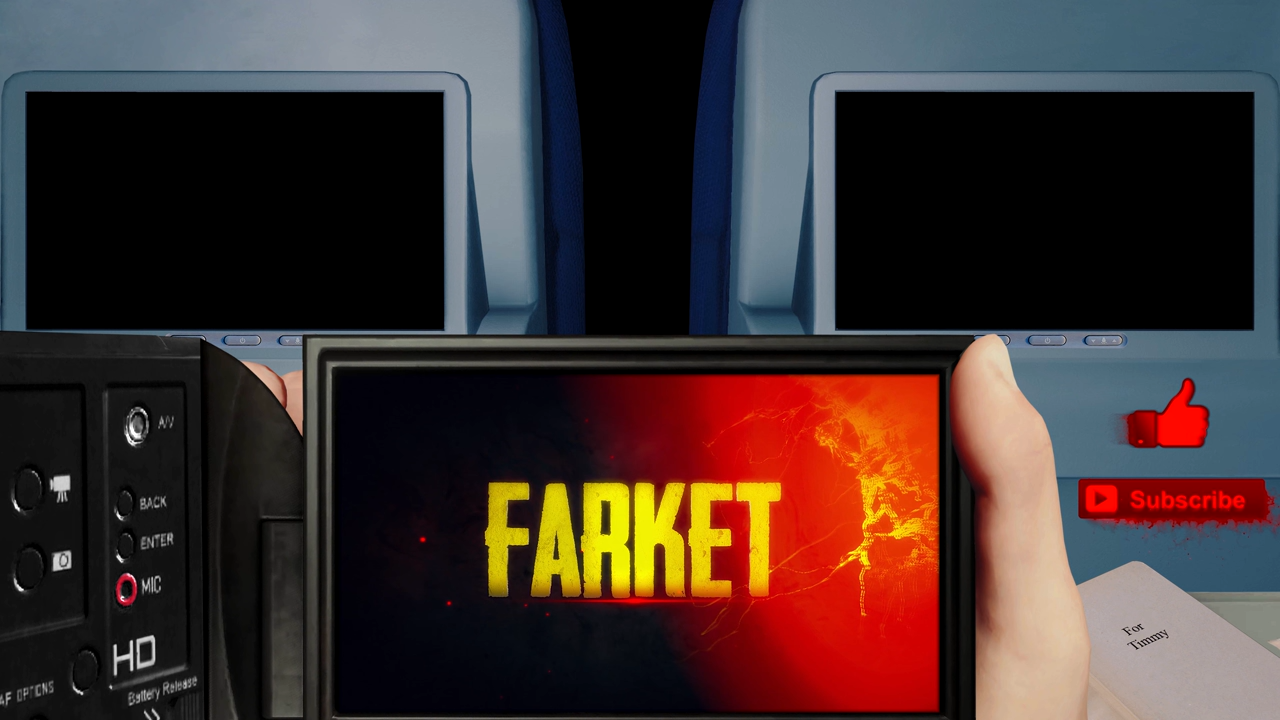 FARKET
A/V
BACK
ENTER
MIC
HD
AF OPTIONS
Battery Release
Subscribe
For
Timmy